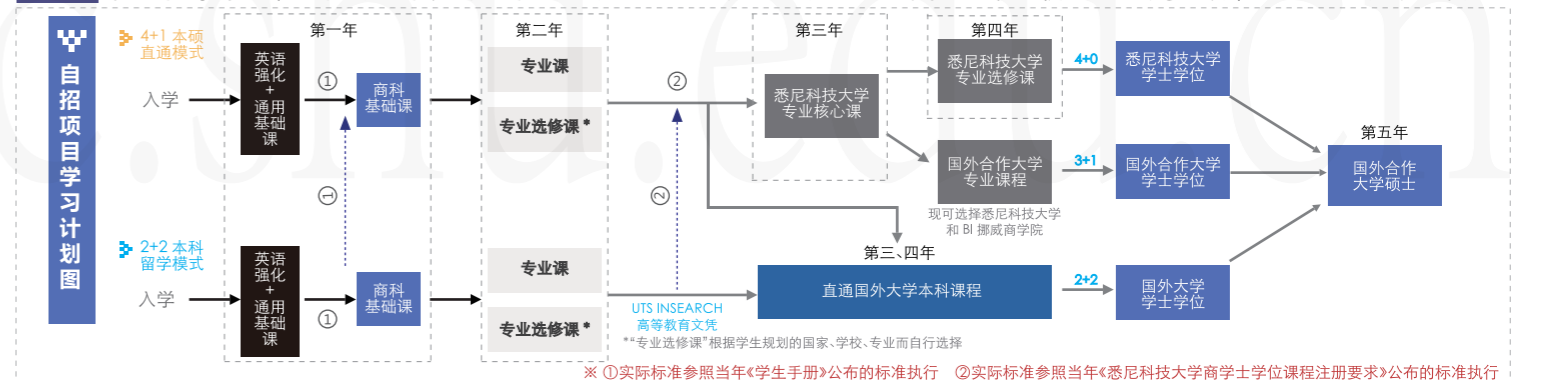 自招项目学习计划图
4+1 本硕
直通模式
入学
第一年
英语
强化
+
通用
基础
课
①
商科
基础课
第二年
专业课
专业选修课*
②
第三年
悉尼科技大学
专业核心课
第四年
悉尼科技大学
专业选修课
4+0
悉尼科技大学
学士学位
国外合作大学
专业课程
现可选择悉尼科技大学
和 BI 挪威商学院
3+1
国外合作大学
学士学位
第五年
国外合作
大学硕士
①
②
2+2 本科
留学模式
入学
英语
强化
+
通用
基础
课
①
商科
基础课
专业课
专业选修课*
UTS INSEARCH
高等教育文凭
第三、四年
直通国外大学本科课程
2+2
国外大学
学士学位
*“专业选修课”根据学生规划的国家、学校、专业而自行选择
※ ①实际标准参照当年《学生手册》公布的标准执行 ②实际标准参照当年《悉尼科技大学商学士学位课程注册要求》公布的标准执行
c.shu.edu.cn